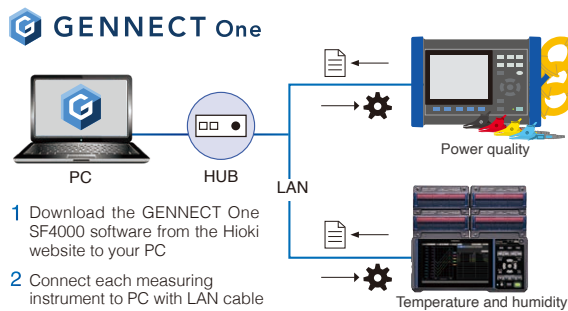 GENNECT One
PC
HUB
LAN
Power quality
Temperature and humidity
1 Download the GENNECT One
SF4000 software from the Hioki
website to your PC
2 Connect each measuring
instrument to PC with LAN cable